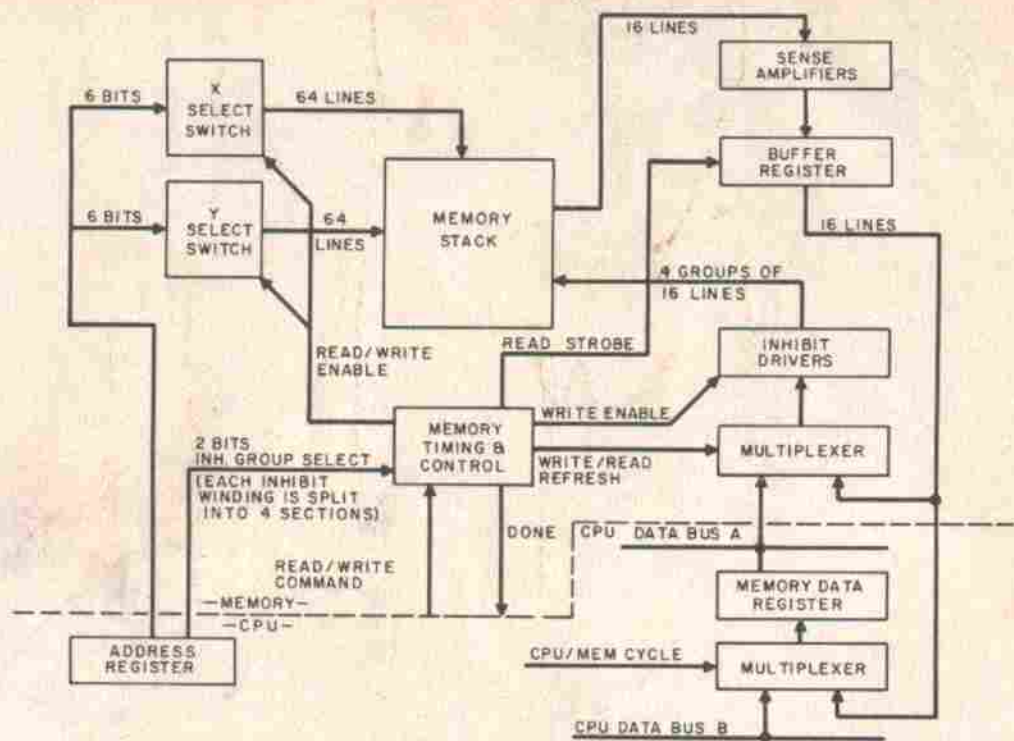 16 LINES
SENSE
AMPLIFIERS
6 BITS
X
SELECT
SWITCH
64 LINES
BUFFER
REGISTER
6 BITS
Y
SELECT
SWITCH
64
LINES
MEMORY
STACK
16 LINES
4 GROUPS OF
16 LINES
READ/WRITE
ENABLE
READ STROBE
INHIBIT
DRIVERS
MEMORY
TIMING &
CONTROL
WRITE ENABLE
WRITE/READ
REFRESH
MULTIPLEXER
2 BITS
INH. GROUP SELECT
(EACH INHIBIT
WINDING IS SPLIT
INTO 4 SECTIONS)
DONE
CPU DATA BUS A
READ/WRITE
COMMAND
MEMORY DATA
REGISTER
-MEMORY-
-CPU-
ADDRESS
REGISTER
CPU/MEM CYCLE
MULTIPLEXER
CPU DATA BUS B